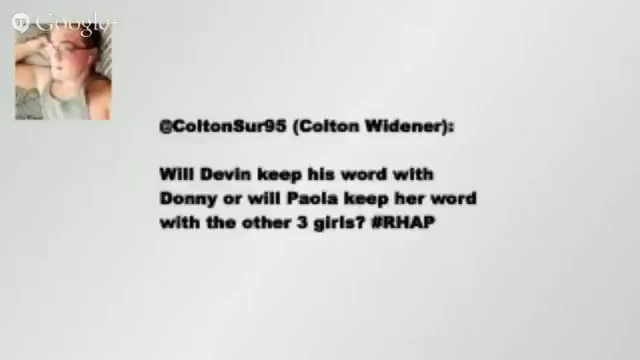 Google+
@ColtonSur95 (Colton Widener):
Will Devin keep his word with
Donny or will Paola keep her word
with the other 3 girls? #RHAP